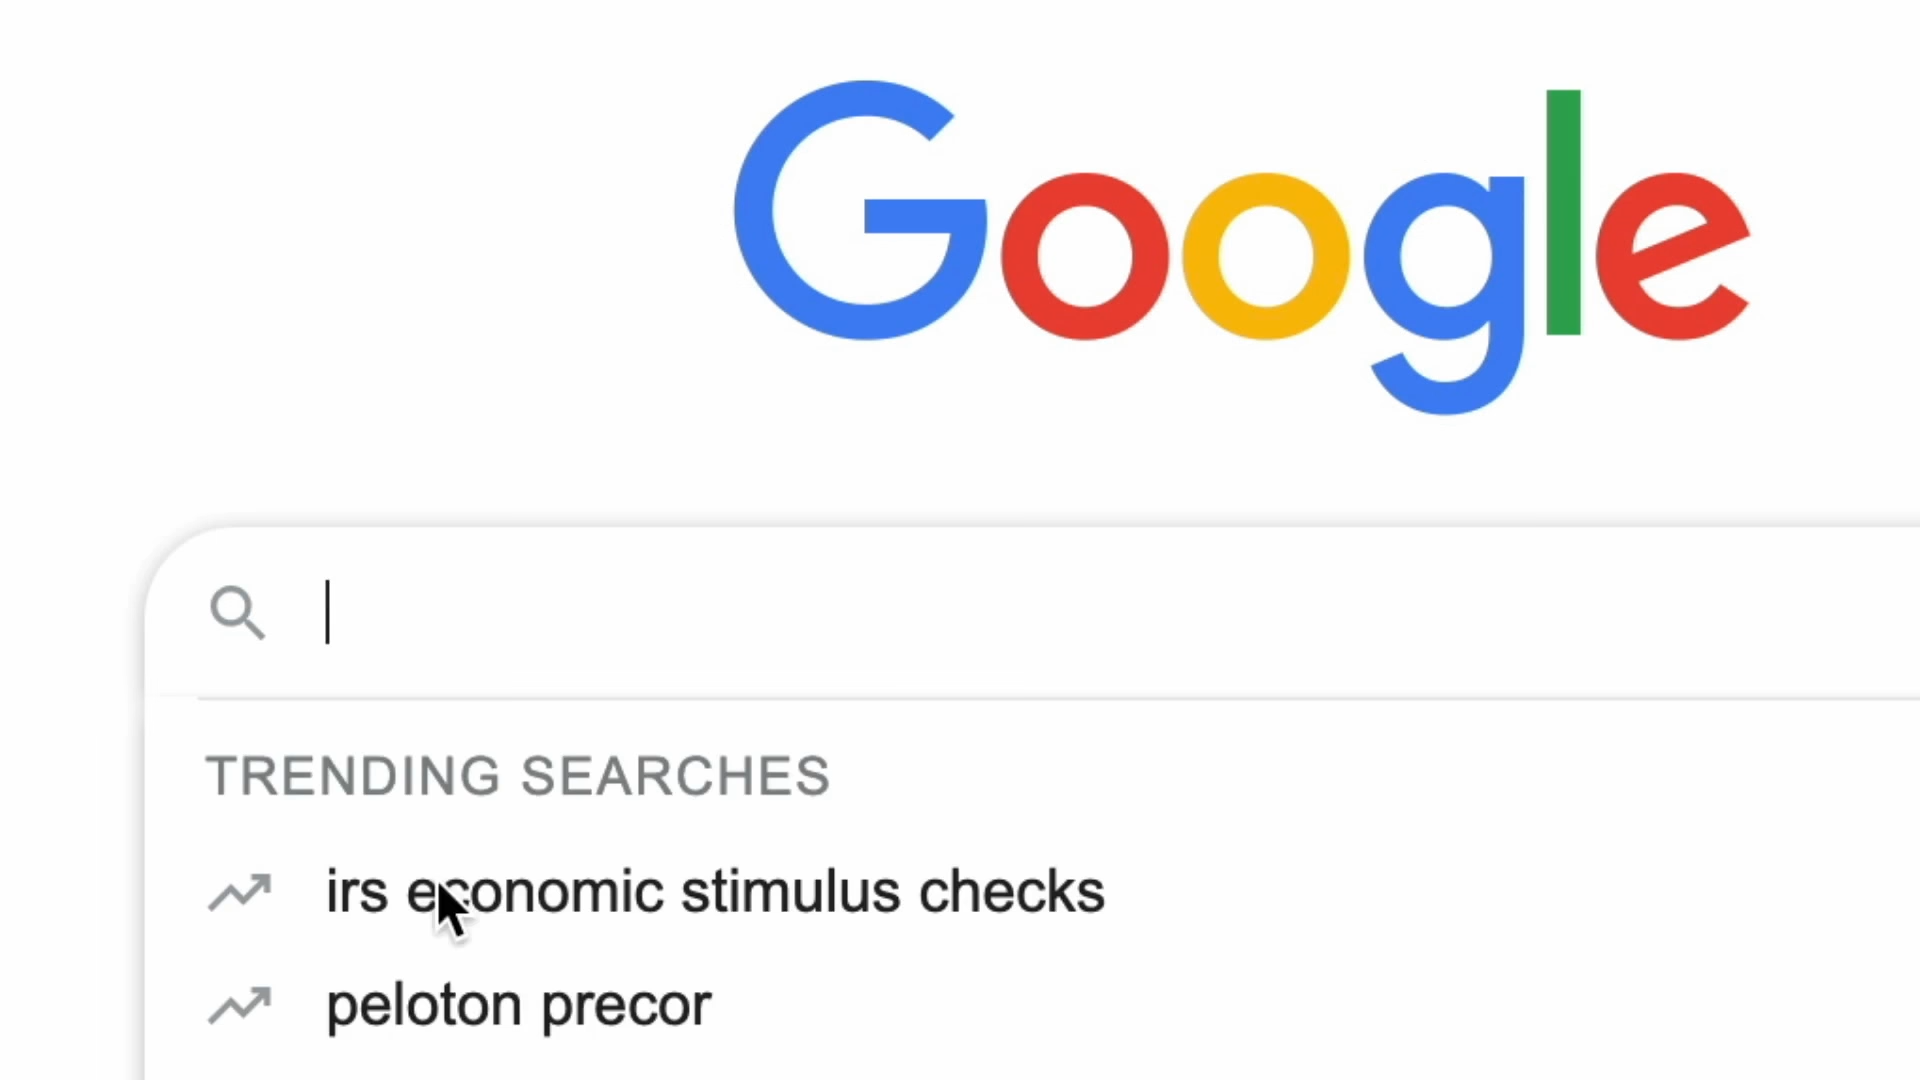 Google
TRENDING SEARCHES
irs economic stimulus checks
peloton precor